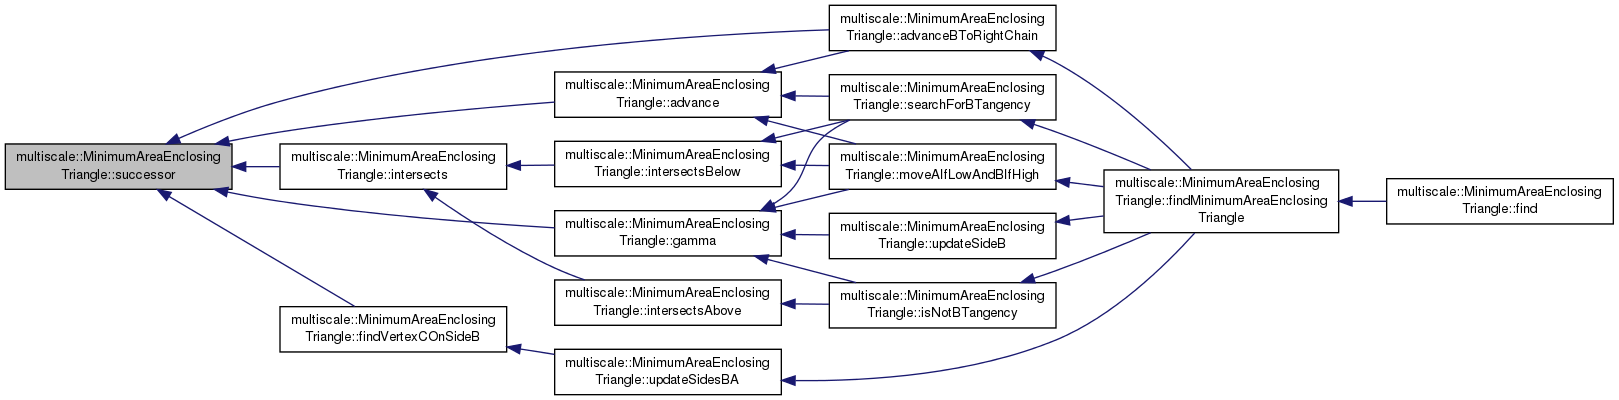 multiscale::MinimumAreaEnclosing
Triangle::successor
multiscale::MinimumAreaEnclosing
Triangle::intersects
multiscale::MinimumAreaEnclosing
Triangle::findVertexCOnSideB
multiscale::MinimumAreaEnclosing
Triangle::advance
multiscale::MinimumAreaEnclosing
Triangle::intersectsBelow
multiscale::MinimumAreaEnclosing
Triangle::gamma
multiscale::MinimumAreaEnclosing
Triangle::intersectsAbove
multiscale::MinimumAreaEnclosing
Triangle::updateSidesBA
multiscale::MinimumAreaEnclosing
Triangle::advanceBToRightChain
multiscale::MinimumAreaEnclosing
Triangle::searchForBTangency
multiscale::MinimumAreaEnclosing
Triangle::moveAIfLowAndBIfHigh
multiscale::MinimumAreaEnclosing
Triangle::updateSideB
multiscale::MinimumAreaEnclosing
Triangle::isNotBTangency
multiscale::MinimumAreaEnclosing
Triangle::findMinimumAreaEnclosing
Triangle
multiscale::MinimumAreaEnclosing
Triangle::find